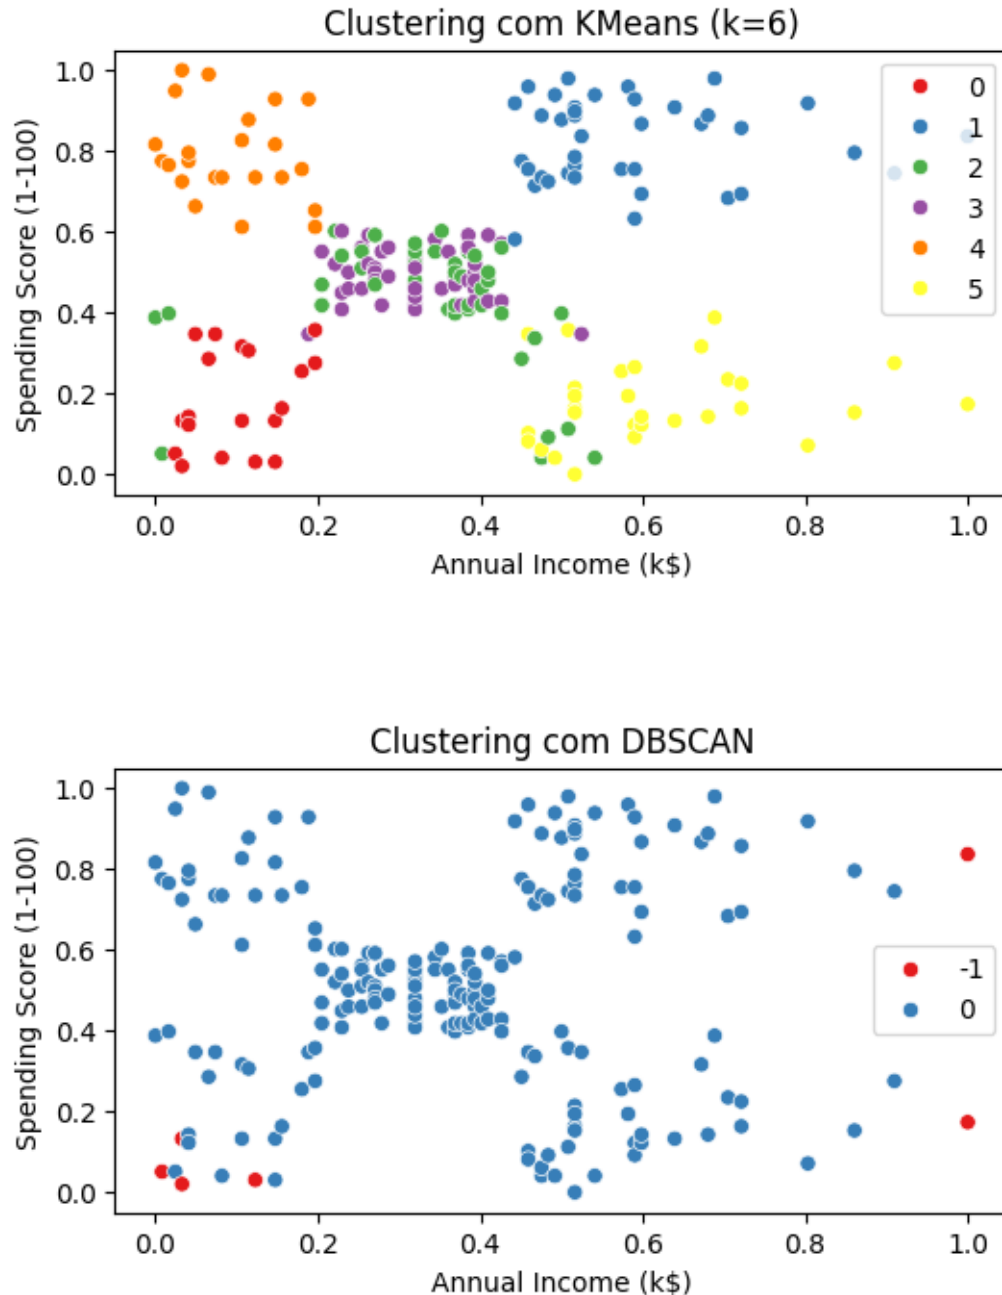 Clustering com KMeans (k=6)
1.0
0.8
0.6
0.4
0.2
0.0
Spending Score (1-100)
0
1
2
3
4
5
0.0 0.2 0.4 0.6 0.8 1.0
Annual Income (k$)
Clustering com DBSCAN
1.0
0.8
0.6
0.4
0.2
0.0
Spending Score (1-100)
-1
0
0.0 0.2 0.4 0.6 0.8 1.0
Annual Income (k$)